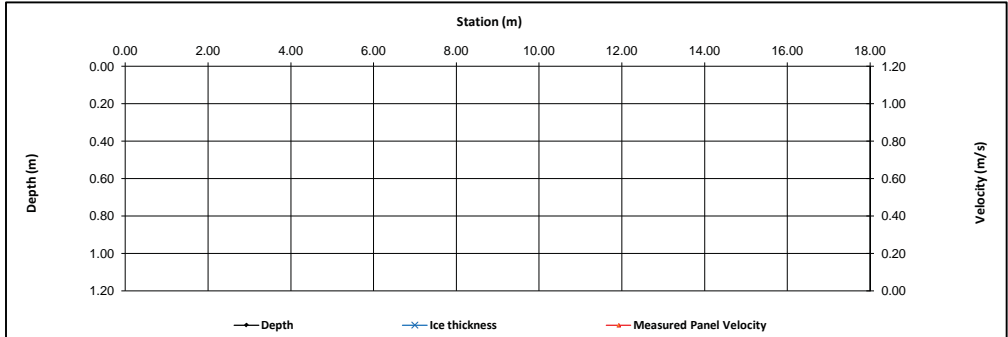 Station (m)
0.00 2.00 4.00 6.00 8.00 10.00 12.00 14.00 16.00 18.00
0.00 1.20
0.20 1.00
0.40 0.80
0.60 0.60
0.80 0.40
1.00 0.20
1.20 0.00
Depth (m)
Velocity (m/s)
Depth Ice thickness Measured Panel Velocity